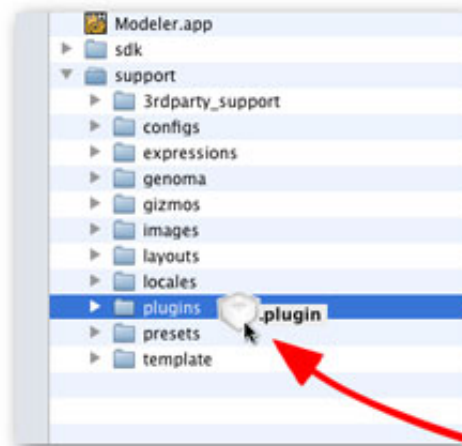 Modeler.app
sdk
support
3rdparty_support
configs
expressions
genoma
gizmos
images
layouts
locales
plugins .plugin
presets
template